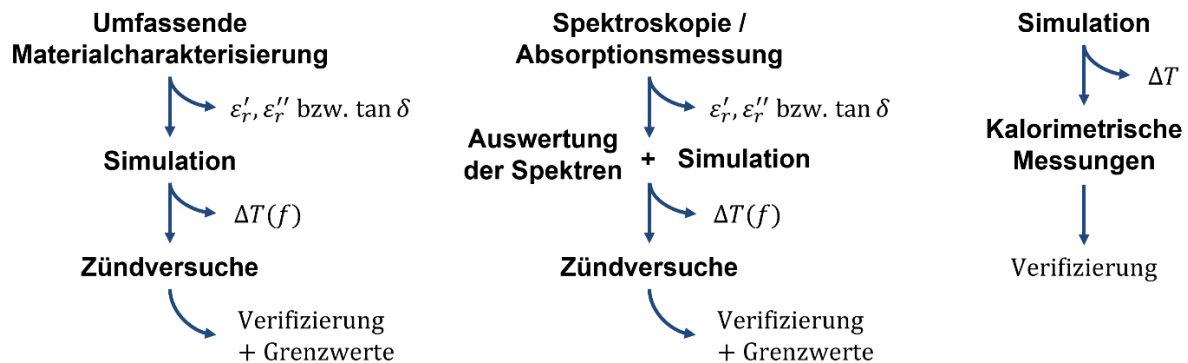 Umfassende
Materialcharakterisierung
ε′r, ε′′r bzw. tan δ
Simulation
ΔT(f)
Zündversuche
Verifizierung
+ Grenzwerte
Spektroskopie /
Absorptionsmessung
ε′r, ε′′r bzw. tan δ
Auswertung
der Spektren + Simulation
ΔT(f)
Zündversuche
Verifizierung
+ Grenzwerte
Simulation
ΔT
Kalorimetrische
Messungen
Verifizierung